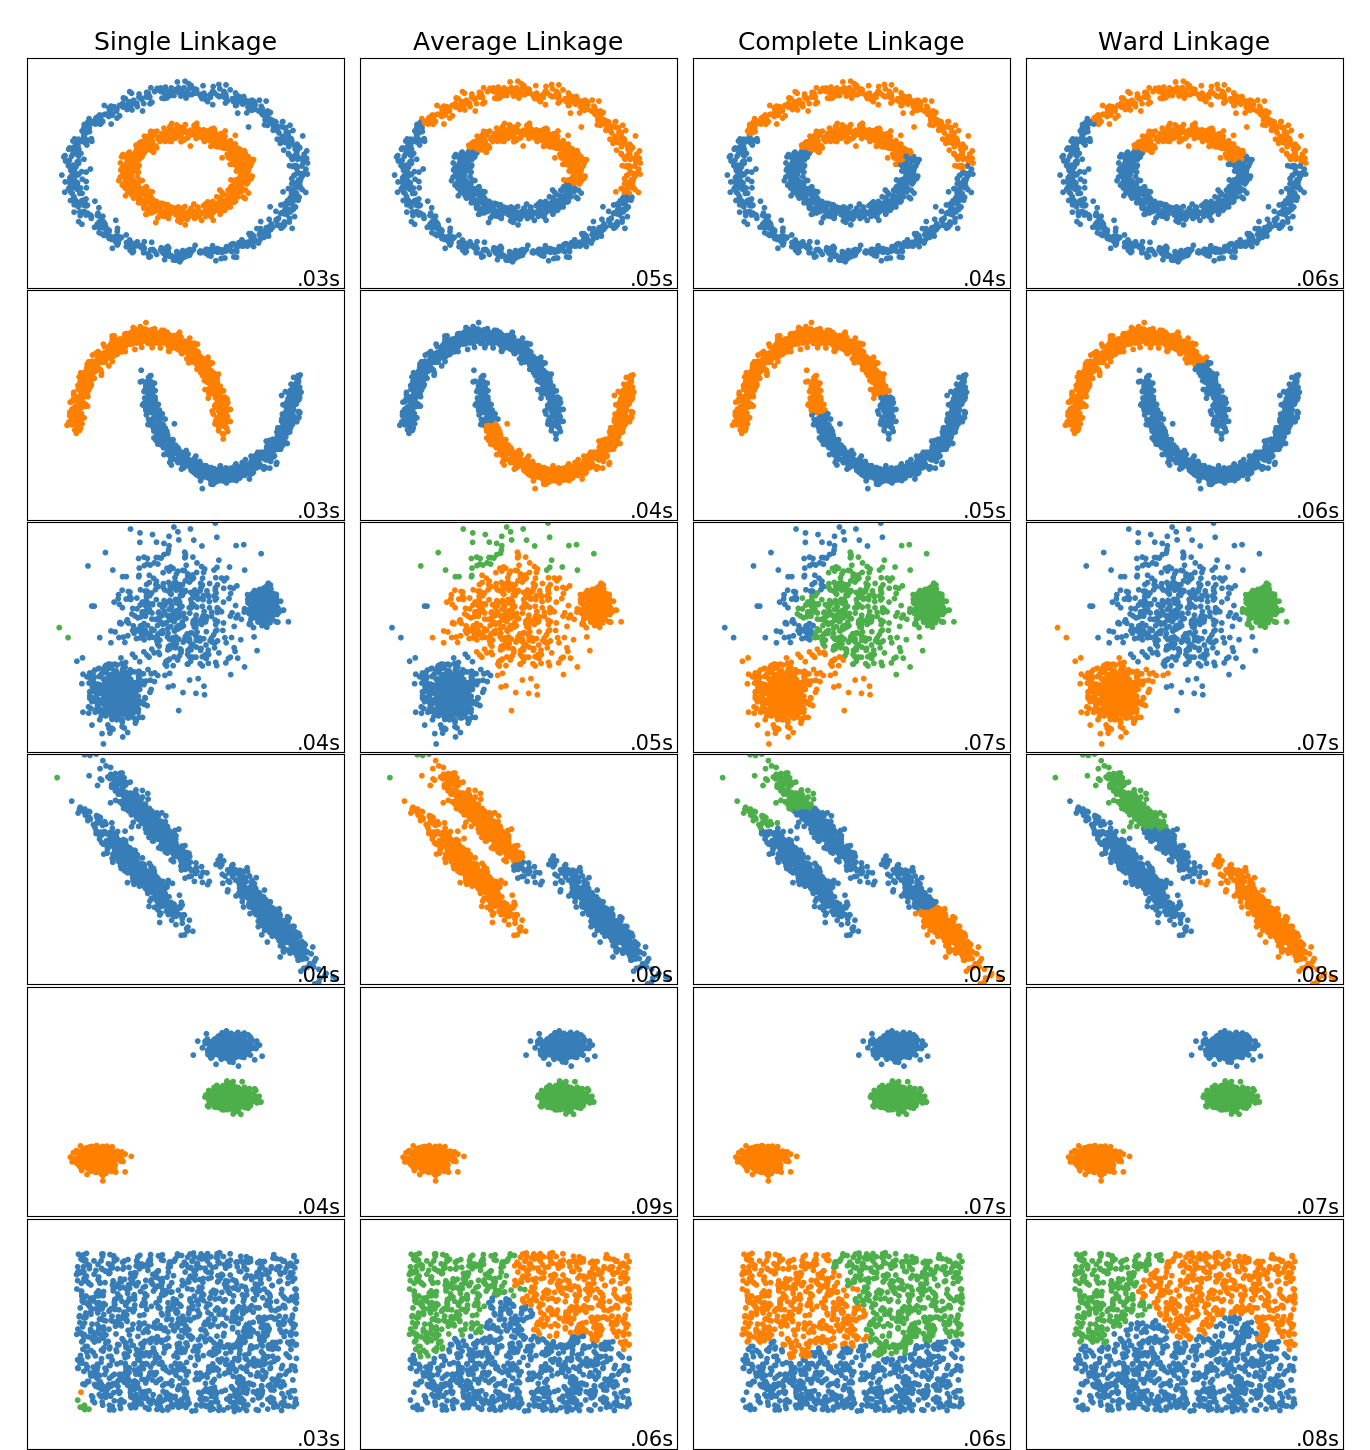 Single Linkage Average Linkage Complete Linkage Ward Linkage
.03s .05s .04s .06s
.03s .04s .05s .06s
.04s .05s .07s .07s
.04s .09s .07s .08s
.04s .09s .07s .07s
.03s .06s .06s .08s